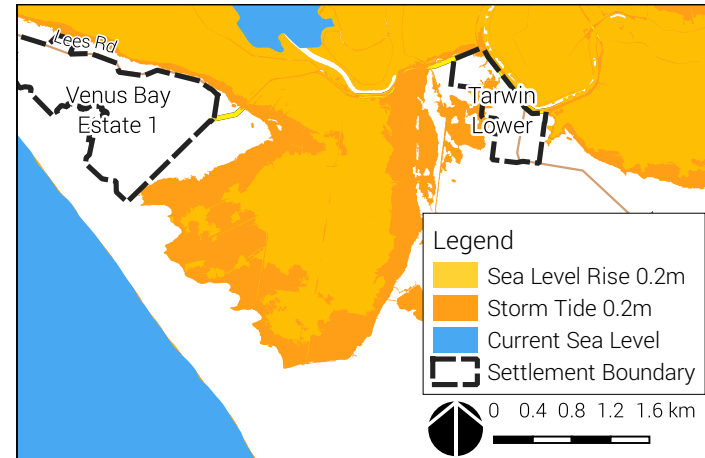 Lees Rd
Venus Bay
Estate 1
Tarwin
Lower
Legend
Sea Level Rise 0.2m
Storm Tide 0.2m
Current Sea Level
Settlement Boundary
0 0.4 0.8 1.2 1.6 km